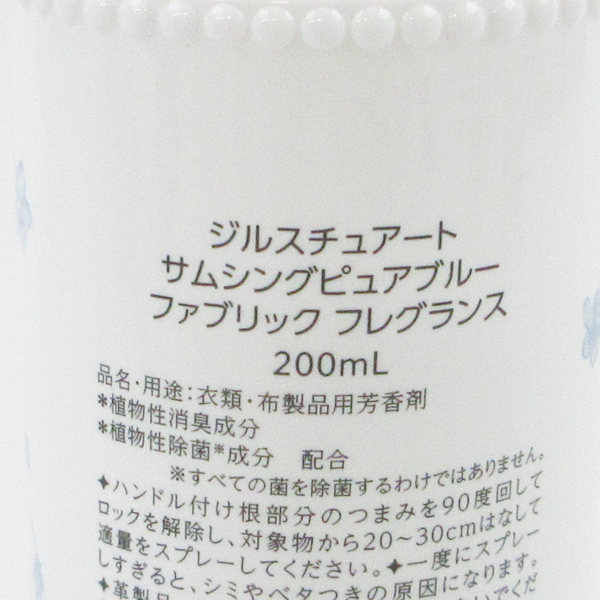 ジルスチュアート
サムシングピュアブルー
ファブリック フレグランス
200mL
品名・用途：衣類・布製品用芳香剤
*植物性消臭成分
*植物性除菌※成分　配合
※すべての菌を除菌するわけではありません。
✦ハンドル付け根部分のつまみを90度回して
ロックを解除し、対象物から20～30cmはなして
適量をスプレーしてください。✦一度にスプレー
しすぎると、シミやベタつきの原因になります。
✦革製品